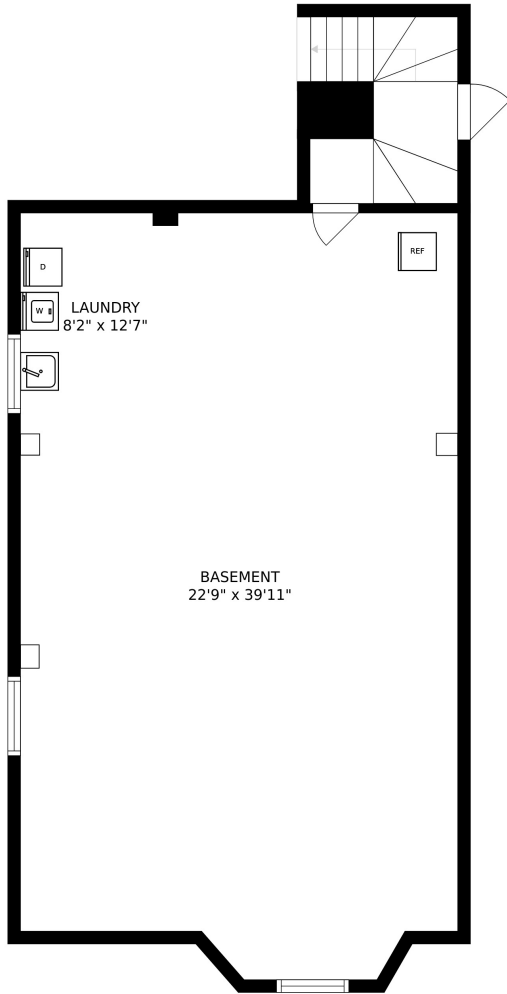 REF
D
W
LAUNDRY
8'2" x 12'7"
BASEMENT
22'9" x 39'11"